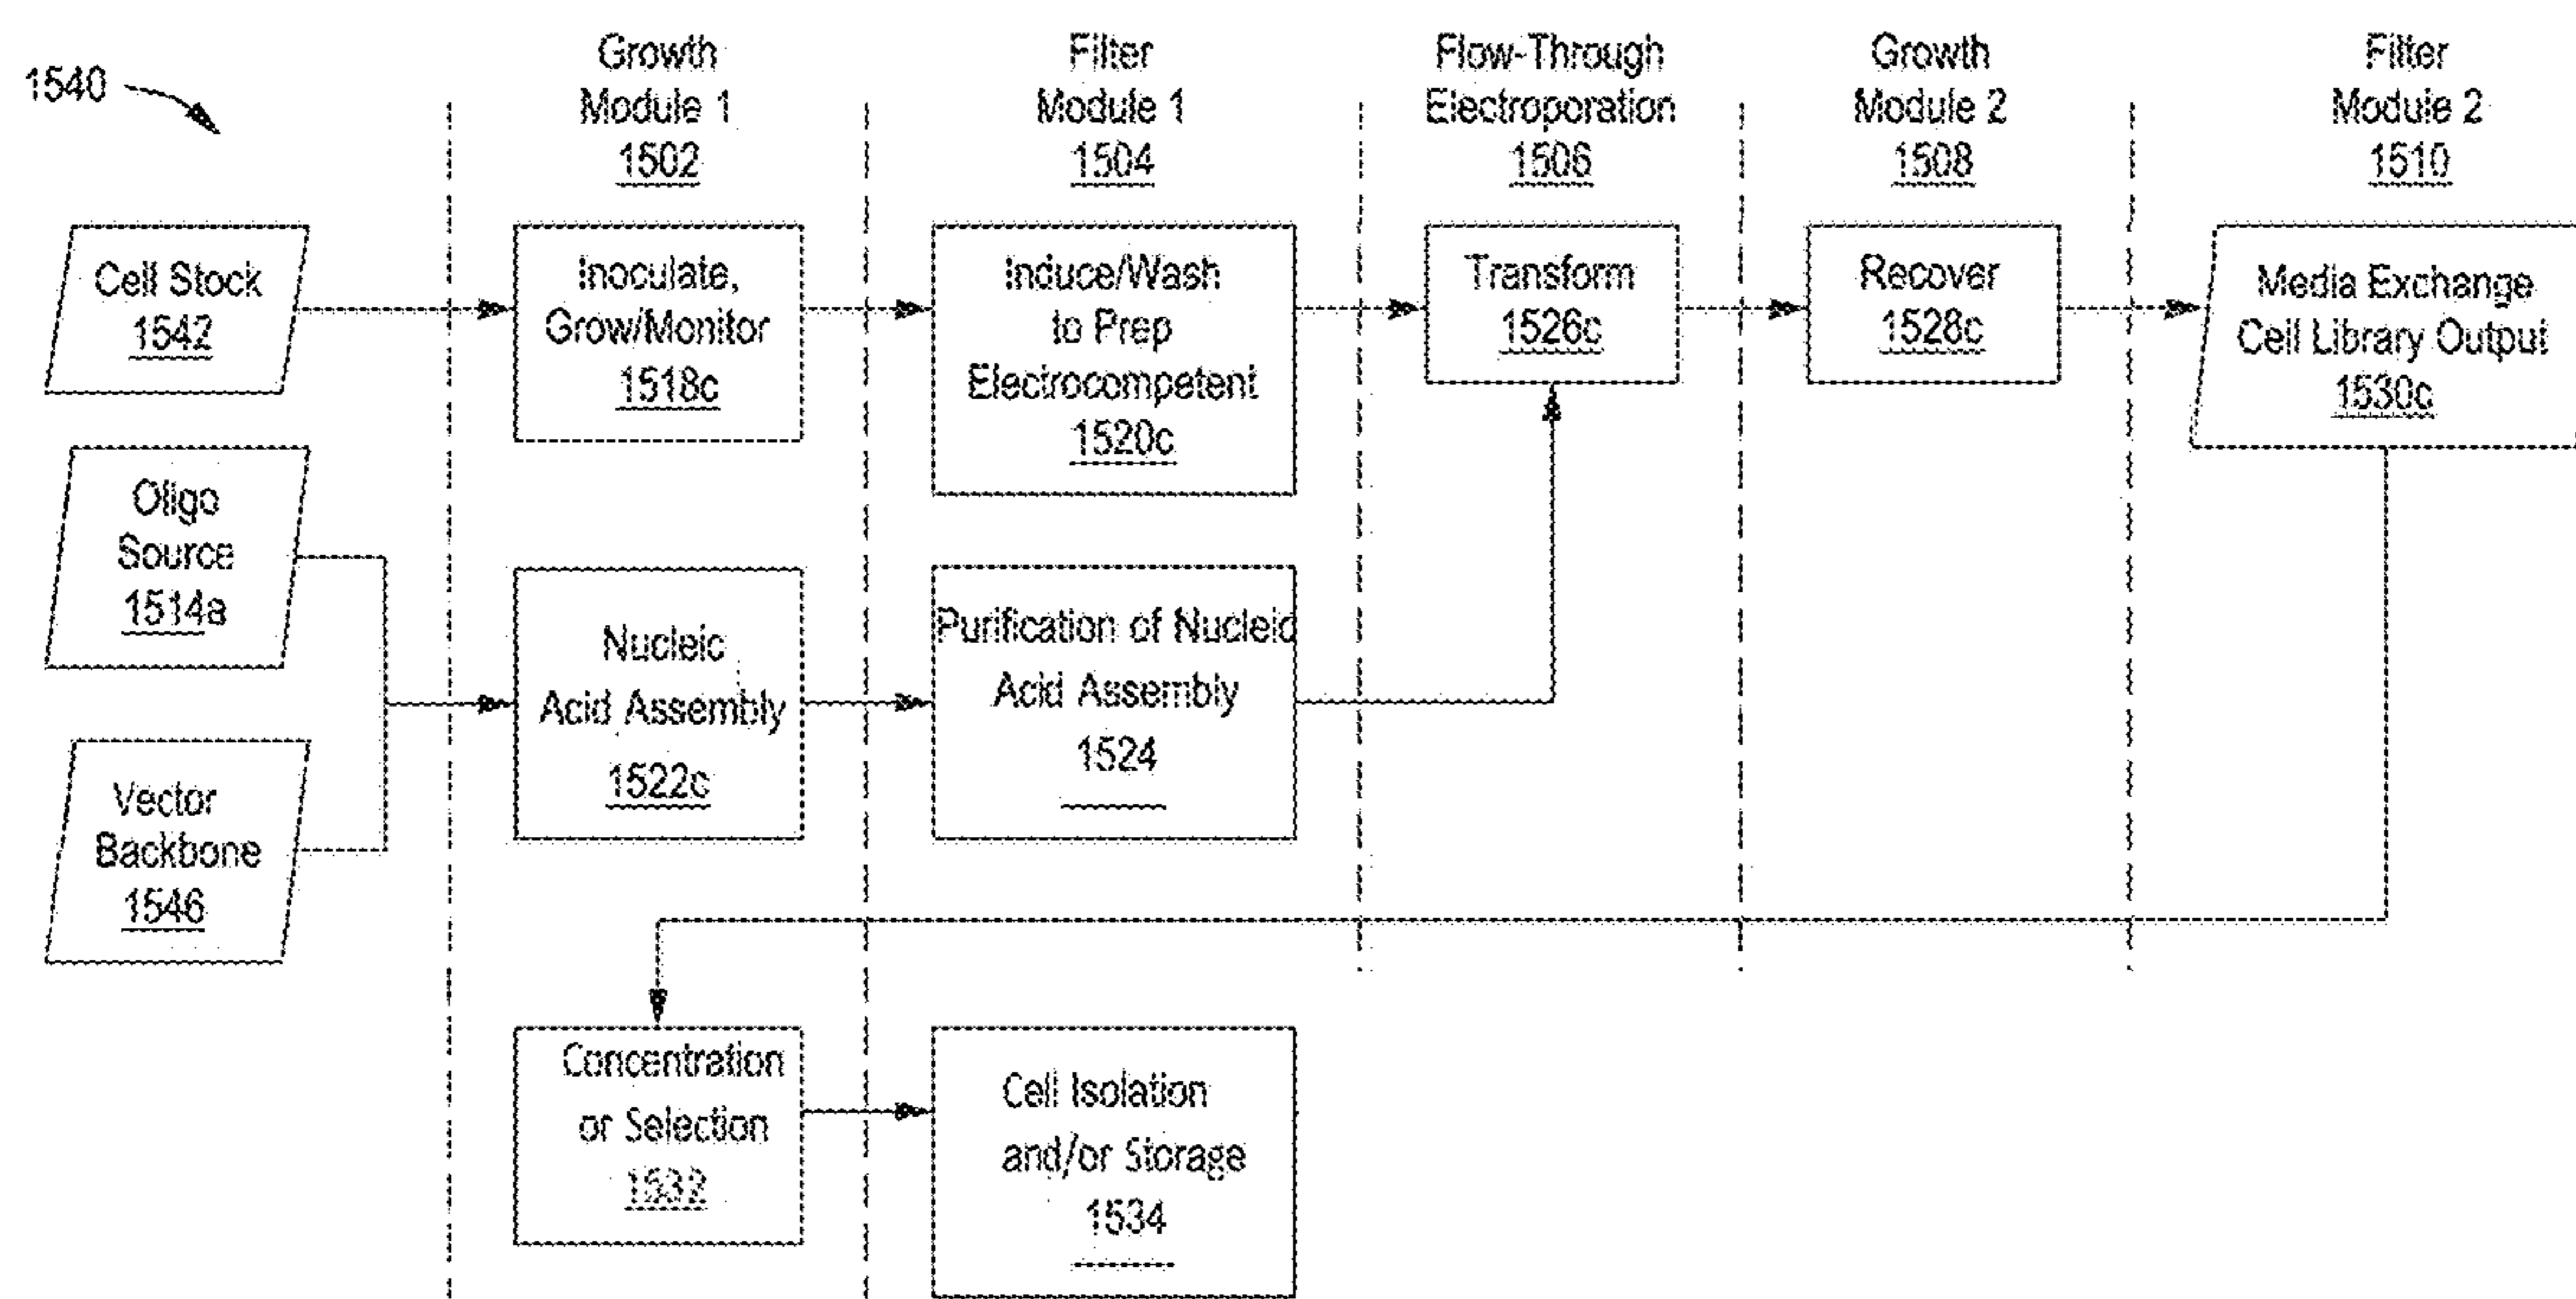 1540
Growth
Module 1
1502
Filter
Module 1
1504
Flow-Through
Electroporation
1506
Growth
Module 2
1508
Filter
Module 2
1510
Cell Stock
1542
Inoculate,
Grow/Monitor
1518c
Induce/Wash
to Prep
Electrocompetent
1520c
Transform
1526c
Recover
1528c
Media Exchange
Cell Library Output
1530c
Oligo
Source
1514a
Vector
Backbone
1546
Nucleic
Acid Assembly
1522c
Purification of Nucleic
Acid Assembly
1524
Concentration
or Selection
1532
Cell Isolation
and/or Storage
1534